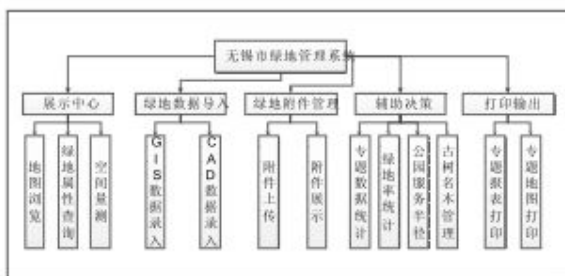 无锡市绿地管理系统
展示中心
绿地数据导入
绿地附件管理
辅助决策
打印输出
地图浏览
绿地属性查询
空间量测
GIS数据录入
CAD数据录入
附件上传
附件展示
专题数据统计
绿地率统计
公园服务半径
古树名木管理
专题报表打印
专题地图打印